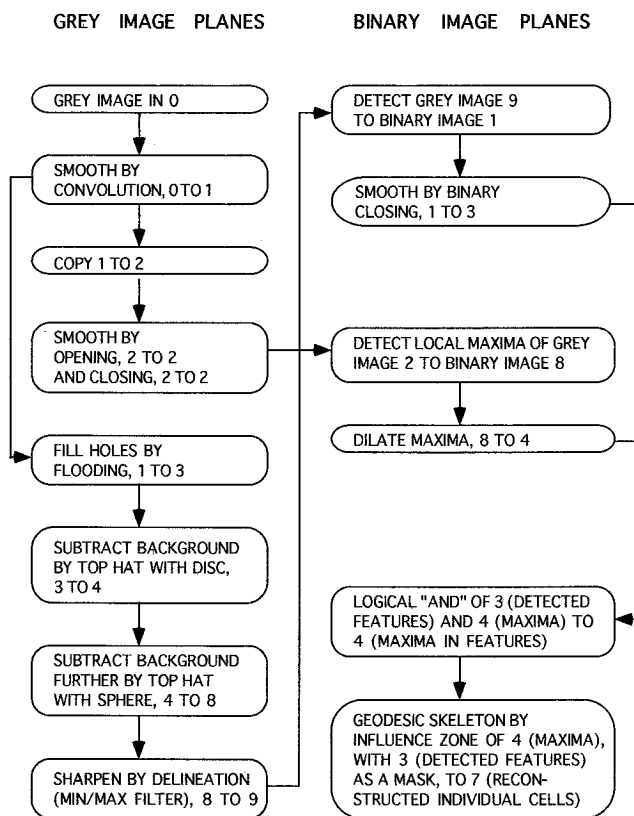 GREY IMAGE PLANES
GREY IMAGE IN 0
SMOOTH BY
CONVOLUTION, 0 TO 1
COPY 1 TO 2
SMOOTH BY
OPENING, 2 TO 2
AND CLOSING, 2 TO 2
FILL HOLES BY
FLOODING, 1 TO 3
SUBTRACT BACKGROUND
BY TOP HAT WITH DISC,
3 TO 4
SUBTRACT BACKGROUND
FURTHER BY TOP HAT
WITH SPHERE, 4 TO 8
SHARPEN BY DELINEATION
(MIN/MAX FILTER), 8 TO 9
BINARY IMAGE PLANES
DETECT GREY IMAGE 9
TO BINARY IMAGE 1
SMOOTH BY BINARY
CLOSING, 1 TO 3
DETECT LOCAL MAXIMA OF GREY
IMAGE 2 TO BINARY IMAGE 8
DILATE MAXIMA, 8 TO 4
LOGICAL "AND" OF 3 (DETECTED
FEATURES) AND 4 (MAXIMA) TO
4 (MAXIMA IN FEATURES)
GEODESIC SKELETON BY
INFLUENCE ZONE OF 4 (MAXIMA),
WITH 3 (DETECTED FEATURES)
AS A MASK, TO 7 (RECON-
STRUCTED INDIVIDUAL CELLS)